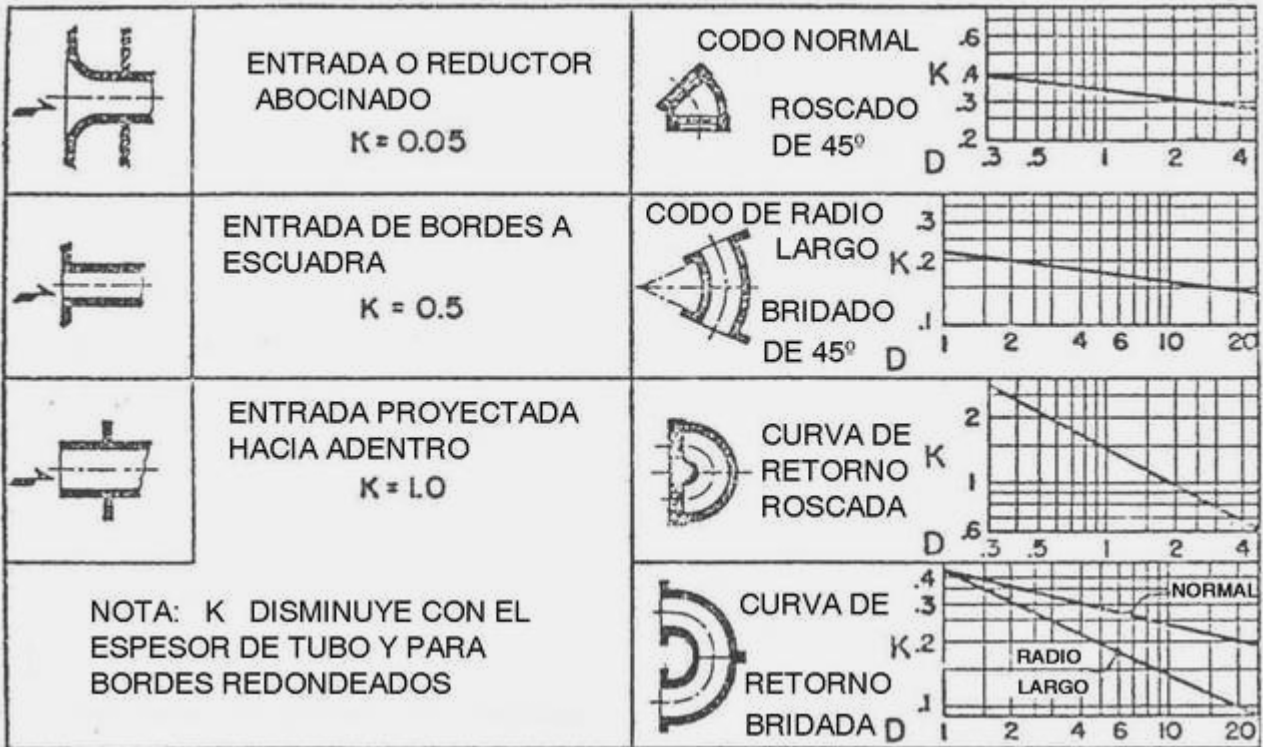 ENTRADA O REDUCTOR
ABOCINADO
K = 0.05
CODO NORMAL
ROSCADO
DE 45º
K
.6
.4
.3
.2
D
.3 .5 1 2 4
ENTRADA DE BORDES A
ESCUADRA
K = 0.5
CODO DE RADIO
LARGO
BRIDADO
DE 45º
K
.3
.2
.1
D
1 2 4 6 10 20
ENTRADA PROYECTADA
HACIA ADENTRO
K = 1.0
CURVA DE
RETORNO
ROSCADA
K
2
1
.6
D
.3 .5 1 2 4
NOTA: K DISMINUYE CON EL
ESPESOR DE TUBO Y PARA
BORDES REDONDEADOS
CURVA DE
RETORNO
BRIDADA
K
.4
.3
.2
.1
NORMAL
RADIO
LARGO
D
1 2 4 6 10 20